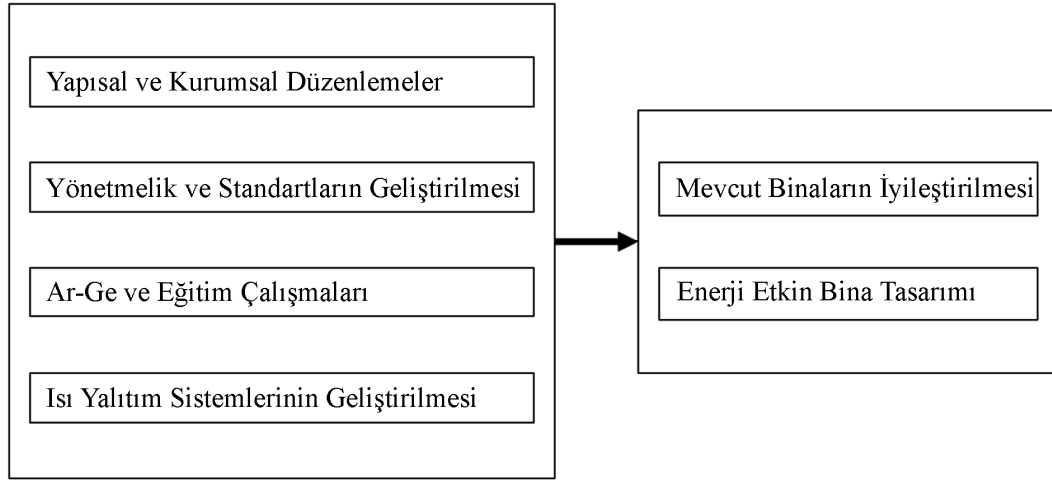 Yapısal ve Kurumsal Düzenlemeler
Yönetmelik ve Standartların Geliştirilmesi
Ar-Ge ve Eğitim Çalışmaları
Isı Yalıtım Sistemlerinin Geliştirilmesi
Mevcut Binaların İyileştirilmesi
Enerji Etkin Bina Tasarımı